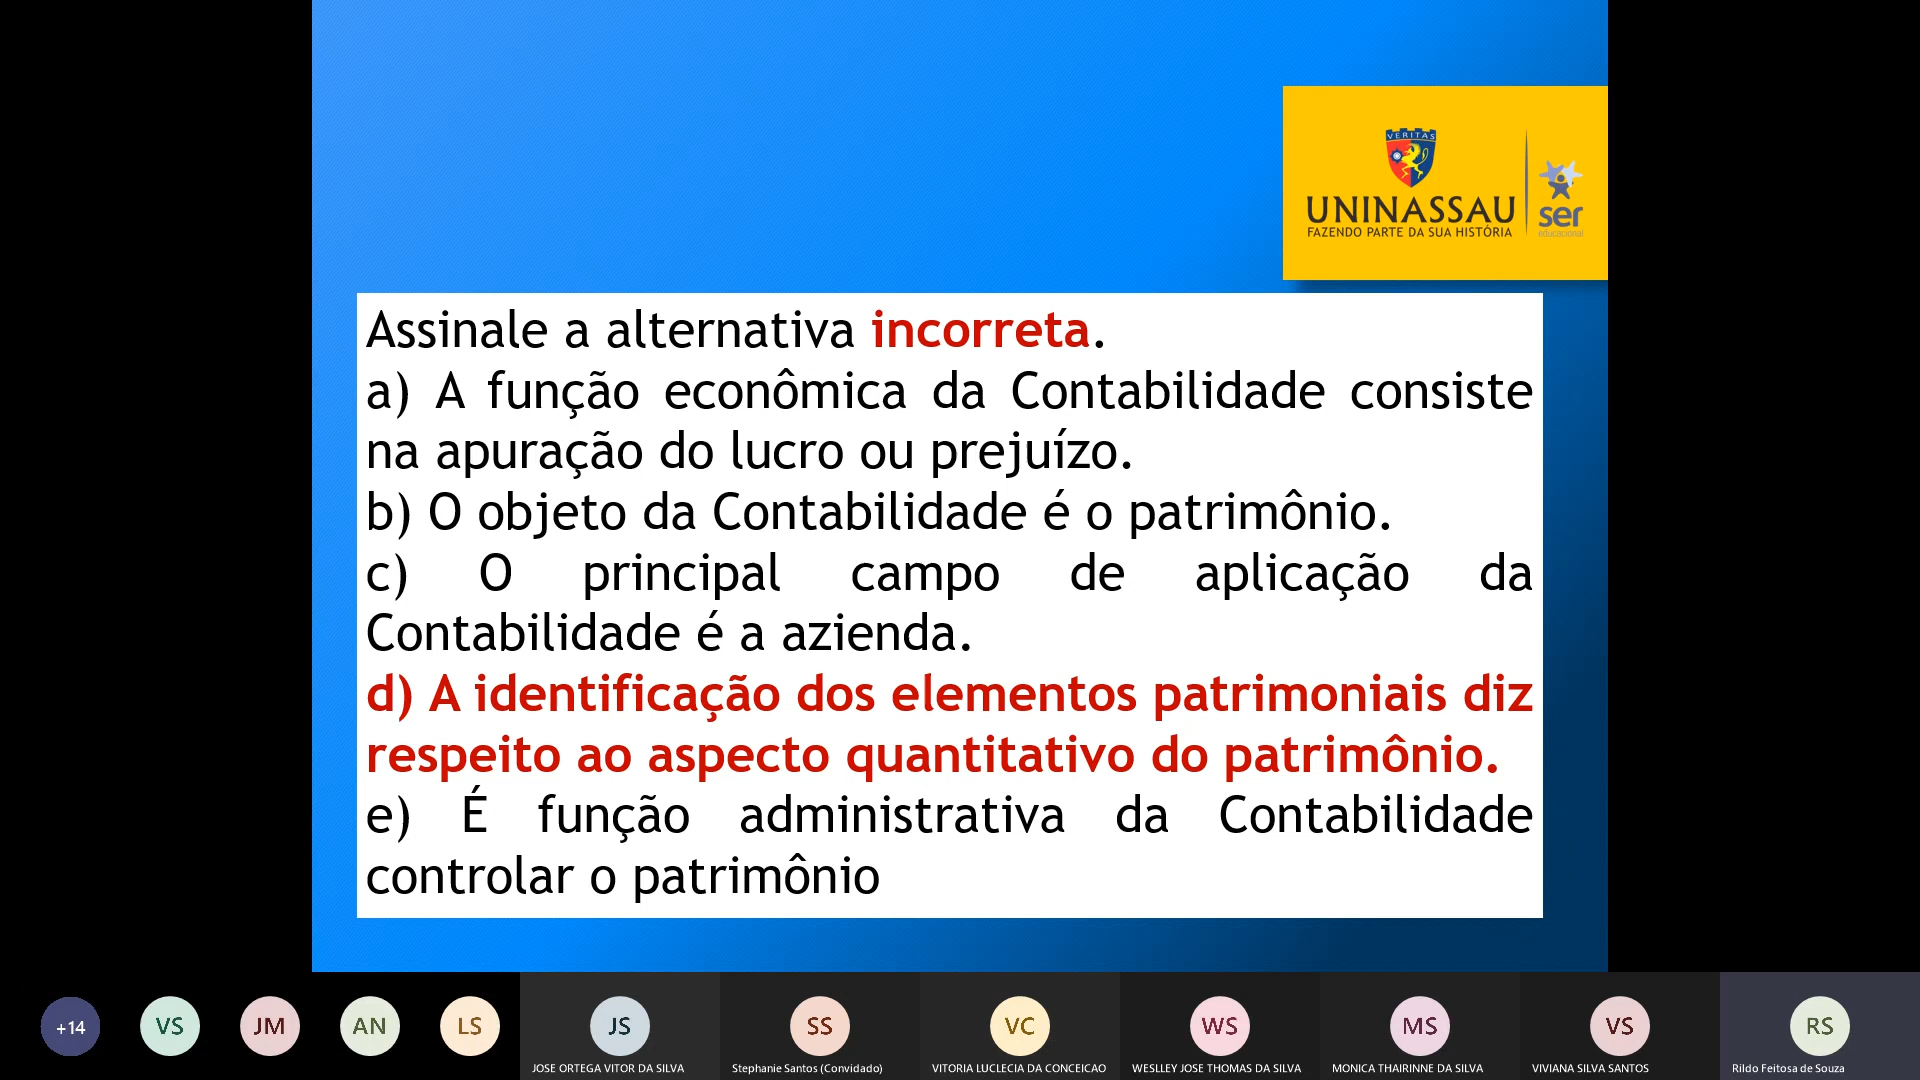 VERITAS
UNINASSAU
FAZENDO PARTE DA SUA HISTÓRIA
ser
educacional
Assinale a alternativa incorreta.
a) A função econômica da Contabilidade consiste
na apuração do lucro ou prejuízo.
b) O objeto da Contabilidade é o patrimônio.
c) O principal campo de aplicação da
Contabilidade é a azienda.
d) A identificação dos elementos patrimoniais diz
respeito ao aspecto quantitativo do patrimônio.
e) É função administrativa da Contabilidade
controlar o patrimônio
+14
VS
JM
AN
LS
JS
SS
VC
WS
MS
VS
RS
JOSE ORTEGA VITOR DA SILVA
Stephanie Santos (Convidado)
VITORIA LUCLECIA DA CONCEICAO
WESLLEY JOSE THOMAS DA SILVA
MONICA THAIRINNE DA SILVA
VIVIANA SILVA SANTOS
Rildo Feitosa de Souza